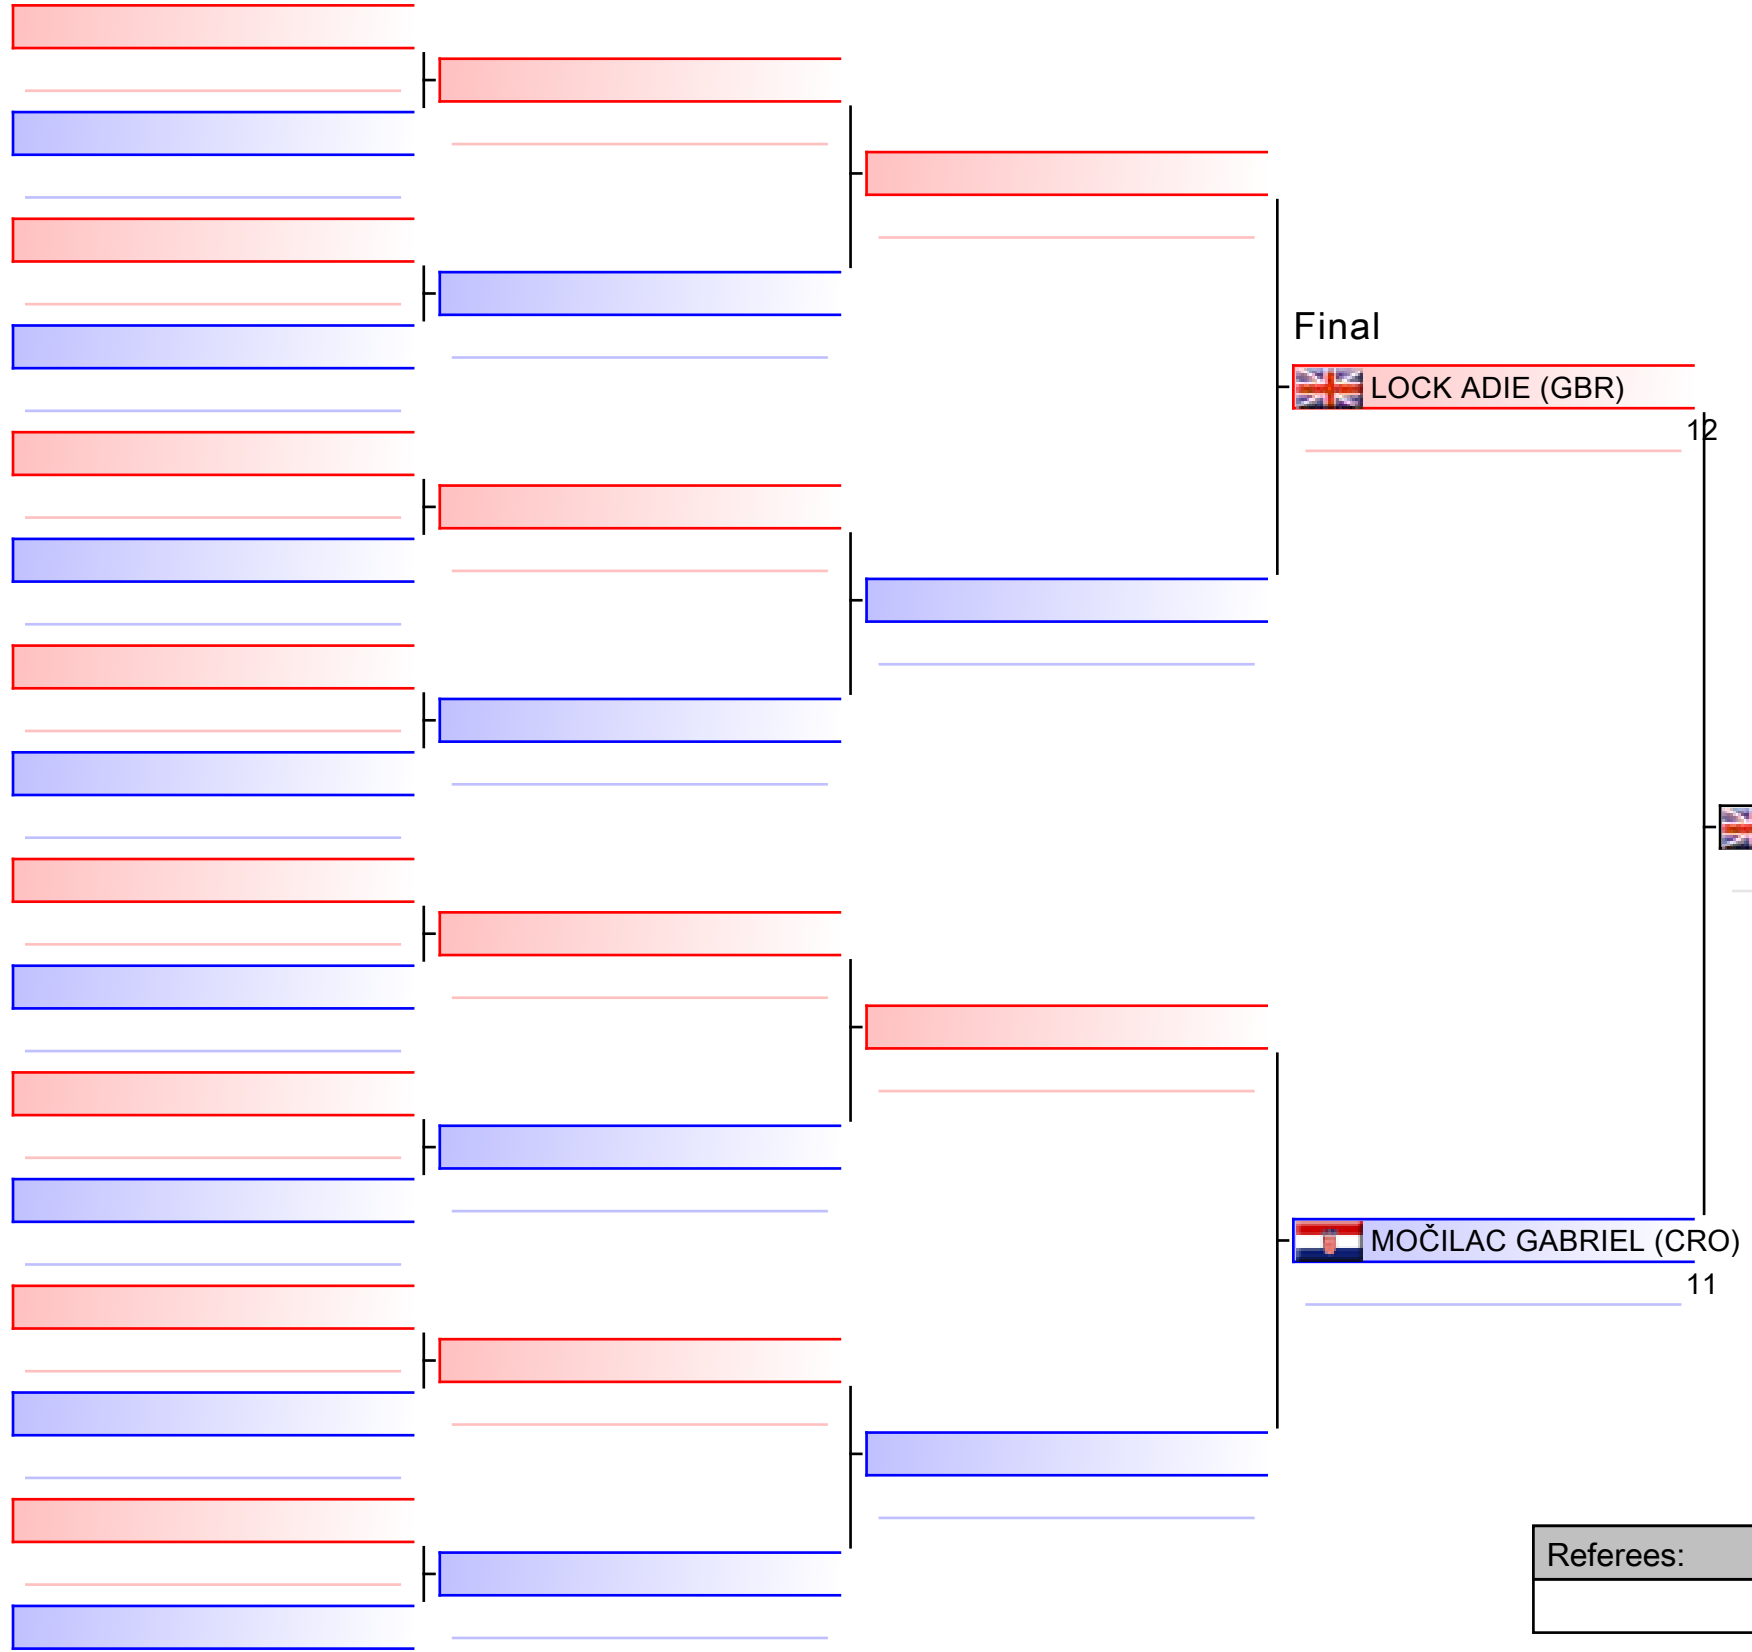 Final
LOCK ADIE (GBR)
12
MOČILAC GABRIEL (CRO)
11
Referees: